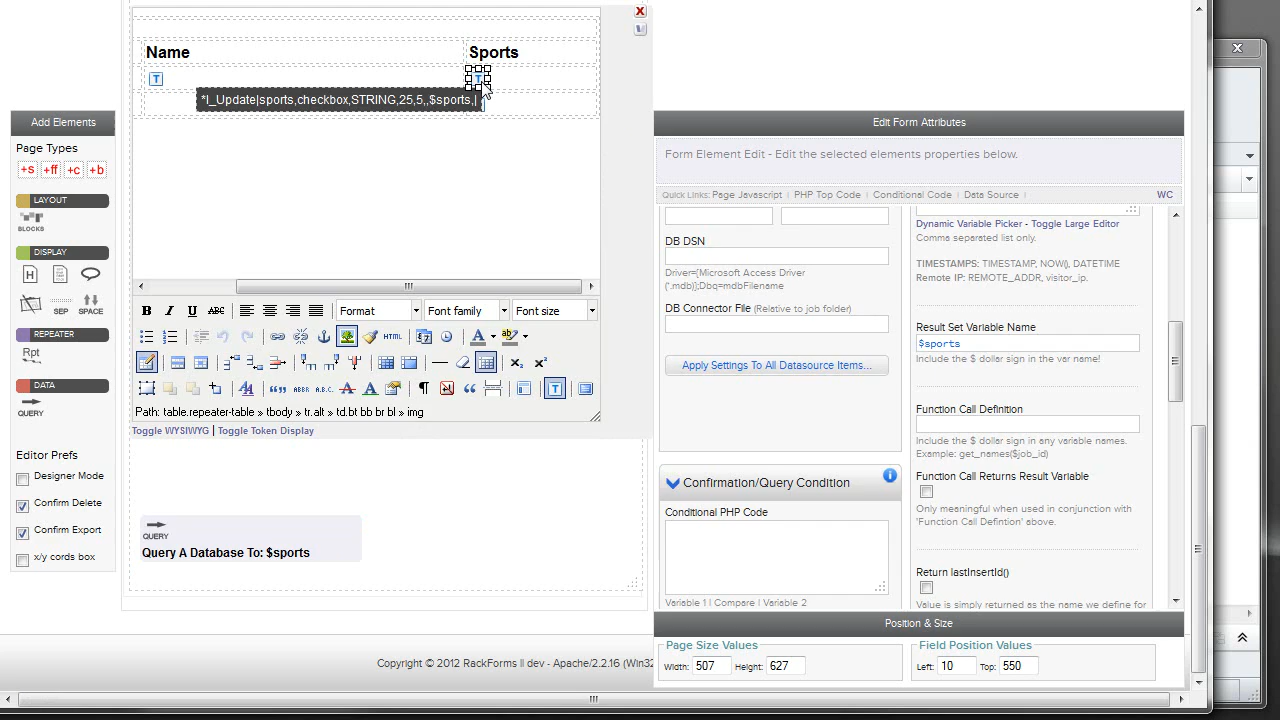 Name
Sports
T
T
*|_Update|sports,checkbox,STRING,25,5,,$sports,|
Add Elements
Page Types
+s +ff +c +b
LAYOUT
BLOCKS
DISPLAY
H
SEP SPACE
REPEATER
Rpt
DATA
QUERY
Editor Prefs
Designer Mode
Confirm Delete
Confirm Export
x/y cords box
B I U ABC Format Font family Font size
HTML A ab
X₂ X²
A ABBR. A.B.C. A A ¶ T
Path: table.repeater-table » tbody » tr.alt » td.bt bb br bl » img
Toggle WYSIWYG | Toggle Token Display
QUERY
Query A Database To: $sports
Copyright © 2012 RackForms II dev - Apache/2.2.16 (Win32
Edit Form Attributes
Form Element Edit - Edit the selected elements properties below.
Quick Links: Page Javascript | PHP Top Code | Conditional Code | Data Source | WC
DB DSN
Driver={Microsoft Access Driver
(*.mdb)};Dbq=mdbFilename
DB Connector File (Relative to job folder)
Apply Settings To All Datasource Items...
Confirmation/Query Condition
Conditional PHP Code
Variable 1 | Compare | Variable 2
Dynamic Variable Picker - Toggle Large Editor
Comma separated list only.
TIMESTAMPS: TIMESTAMP, NOW(), DATETIME
Remote IP: REMOTE_ADDR, visitor_ip.
Result Set Variable Name
$sports
Include the $ dollar sign in the var name!
Function Call Definition
Include the $ dollar sign in any variable names.
Example: get_names($job_id)
Function Call Returns Result Variable
Only meaningful when used in conjunction with
'Function Call Defintion' above.
Return lastInsertId()
Value is simply returned as the name we define for
Position & Size
Page Size Values
Width: 507 Height: 627
Field Position Values
Left: 10 Top: 550